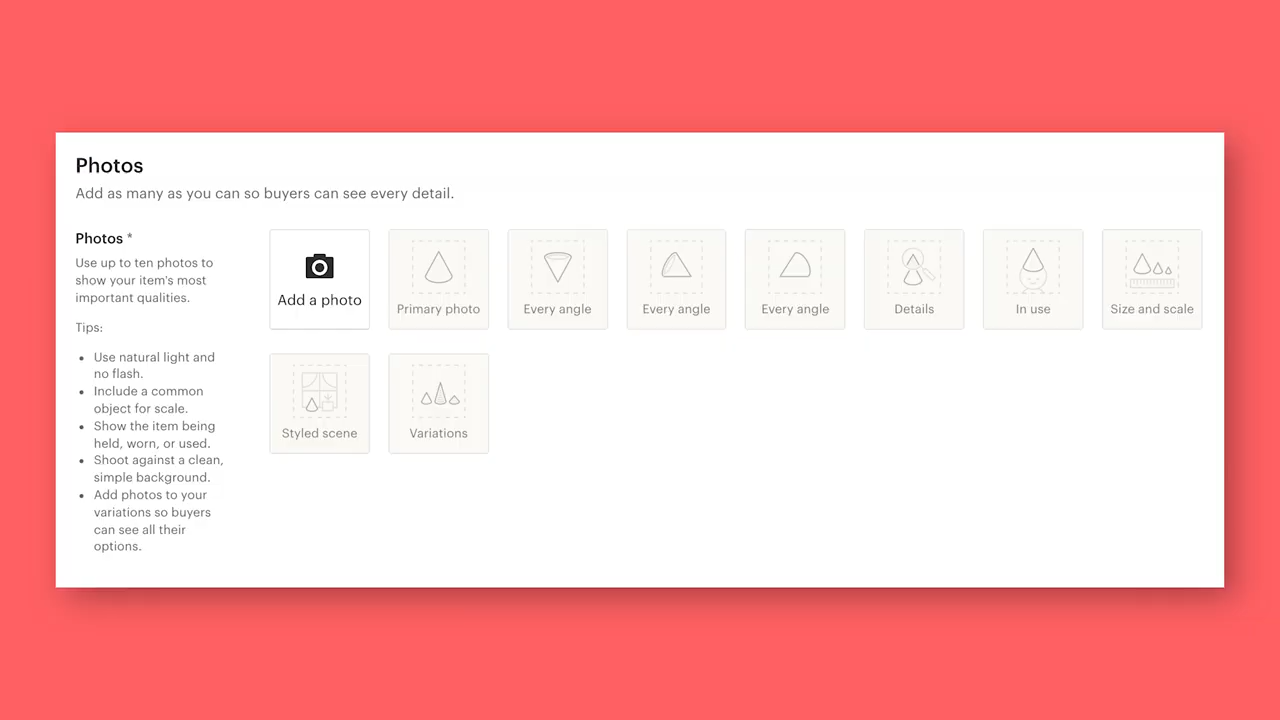 Photos
Add as many as you can so buyers can see every detail.
Photos *
Use up to ten photos to
show your item's most
important qualities.
Tips:
• Use natural light and
no flash.
• Include a common
object for scale.
• Show the item being
held, worn, or used.
• Shoot against a clean,
simple background.
• Add photos to your
variations so buyers
can see all their
options.
Add a photo
Primary photo
Every angle
Every angle
Every angle
Details
In use
Size and scale
Styled scene
Variations